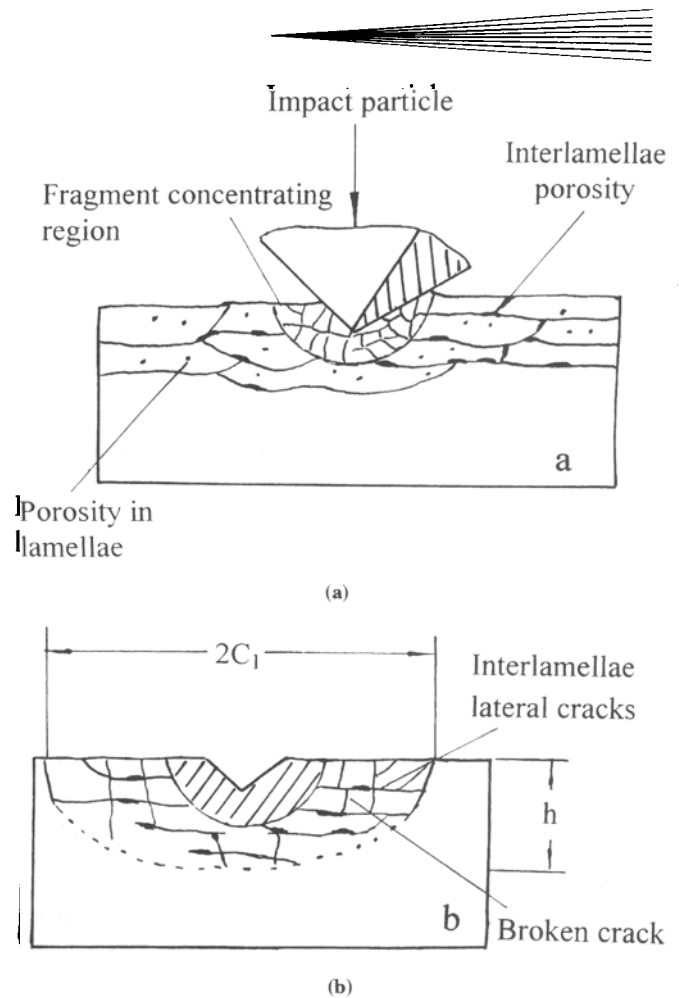 Impact particle
Interlamellae
porosity
Fragment concentrating
region
a
Porosity in
lamellae
(a)
2C₁
Interlamellae
lateral cracks
h
b
Broken crack
(b)